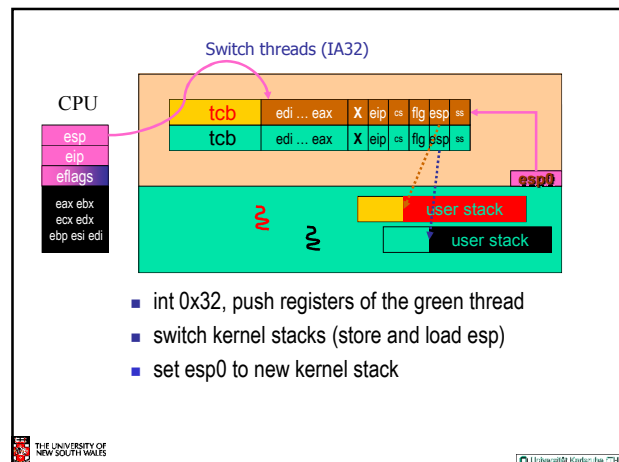 Switch threads (IA32)
CPU
esp
eip
eflags
eax ebx
ecx edx
ebp esi edi
tcb edi ... eax X eip cs flg esp ss
tcb edi ... eax X eip cs flg esp ss
esp0
user stack
user stack
int 0x32, push registers of the green thread
switch kernel stacks (store and load esp)
set esp0 to new kernel stack
THE UNIVERSITY OF
NEW SOUTH WALES
Universität Karlsruhe